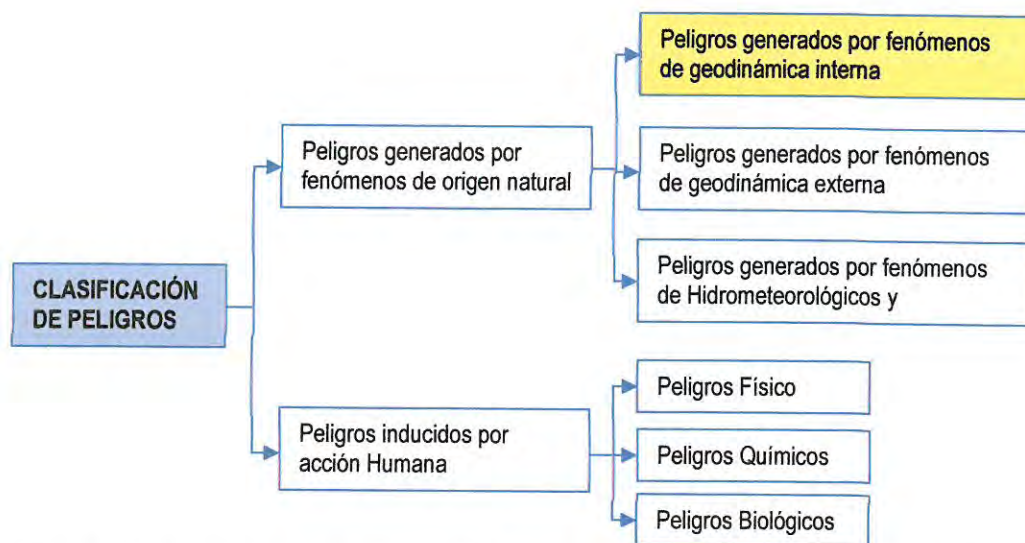 Peligros generados por fenómenos
de geodinámica interna
Peligros generados por
fenómenos de origen natural
Peligros generados por fenómenos
de geodinámica externa
Peligros generados por fenómenos
de Hidrometeorológicos y
CLASIFICACIÓN
DE PELIGROS
Peligros Físico
Peligros inducidos por
acción Humana
Peligros Químicos
Peligros Biológicos